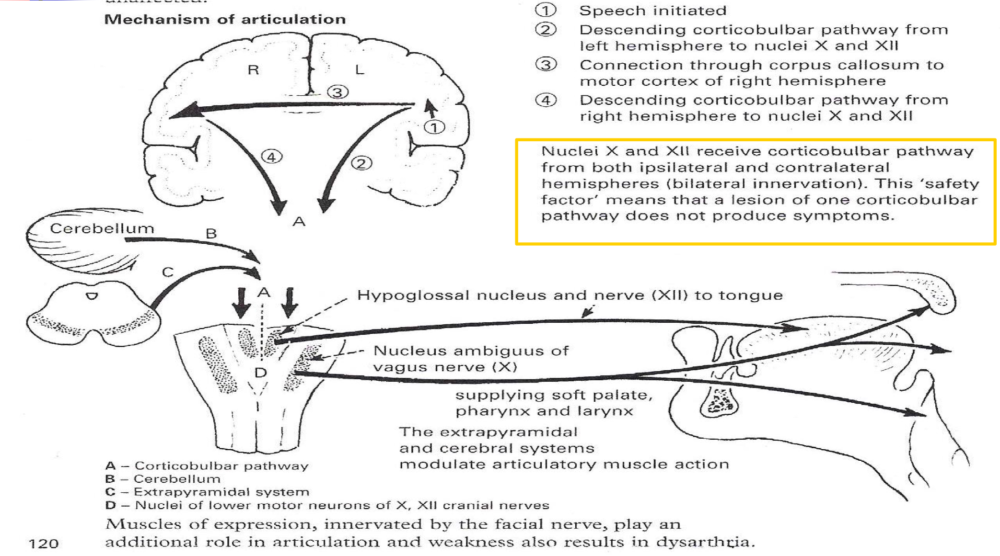 Mechanism of articulation
① Speech initiated
② Descending corticobulbar pathway from
left hemisphere to nuclei X and XII
③ Connection through corpus callosum to
motor cortex of right hemisphere
④ Descending corticobulbar pathway from
right hemisphere to nuclei X and XII
R
L
③
①
④
②
A
Nuclei X and XII receive corticobulbar pathway
from both ipsilateral and contralateral
hemispheres (bilateral innervation). This ‘safety
factor’ means that a lesion of one corticobulbar
pathway does not produce symptoms.
Cerebellum
B
C
A
Hypoglossal nucleus and nerve (XII) to tongue
Nucleus ambiguus of
vagus nerve (X)
D
supplying soft palate,
pharynx and larynx
The extrapyramidal
and cerebral systems
modulate articulatory muscle action
A – Corticobulbar pathway
B – Cerebellum
C – Extrapyramidal system
D – Nuclei of lower motor neurons of X, XII cranial nerves
Muscles of expression, innervated by the facial nerve, play an
additional role in articulation and weakness also results in dysarthria.
120